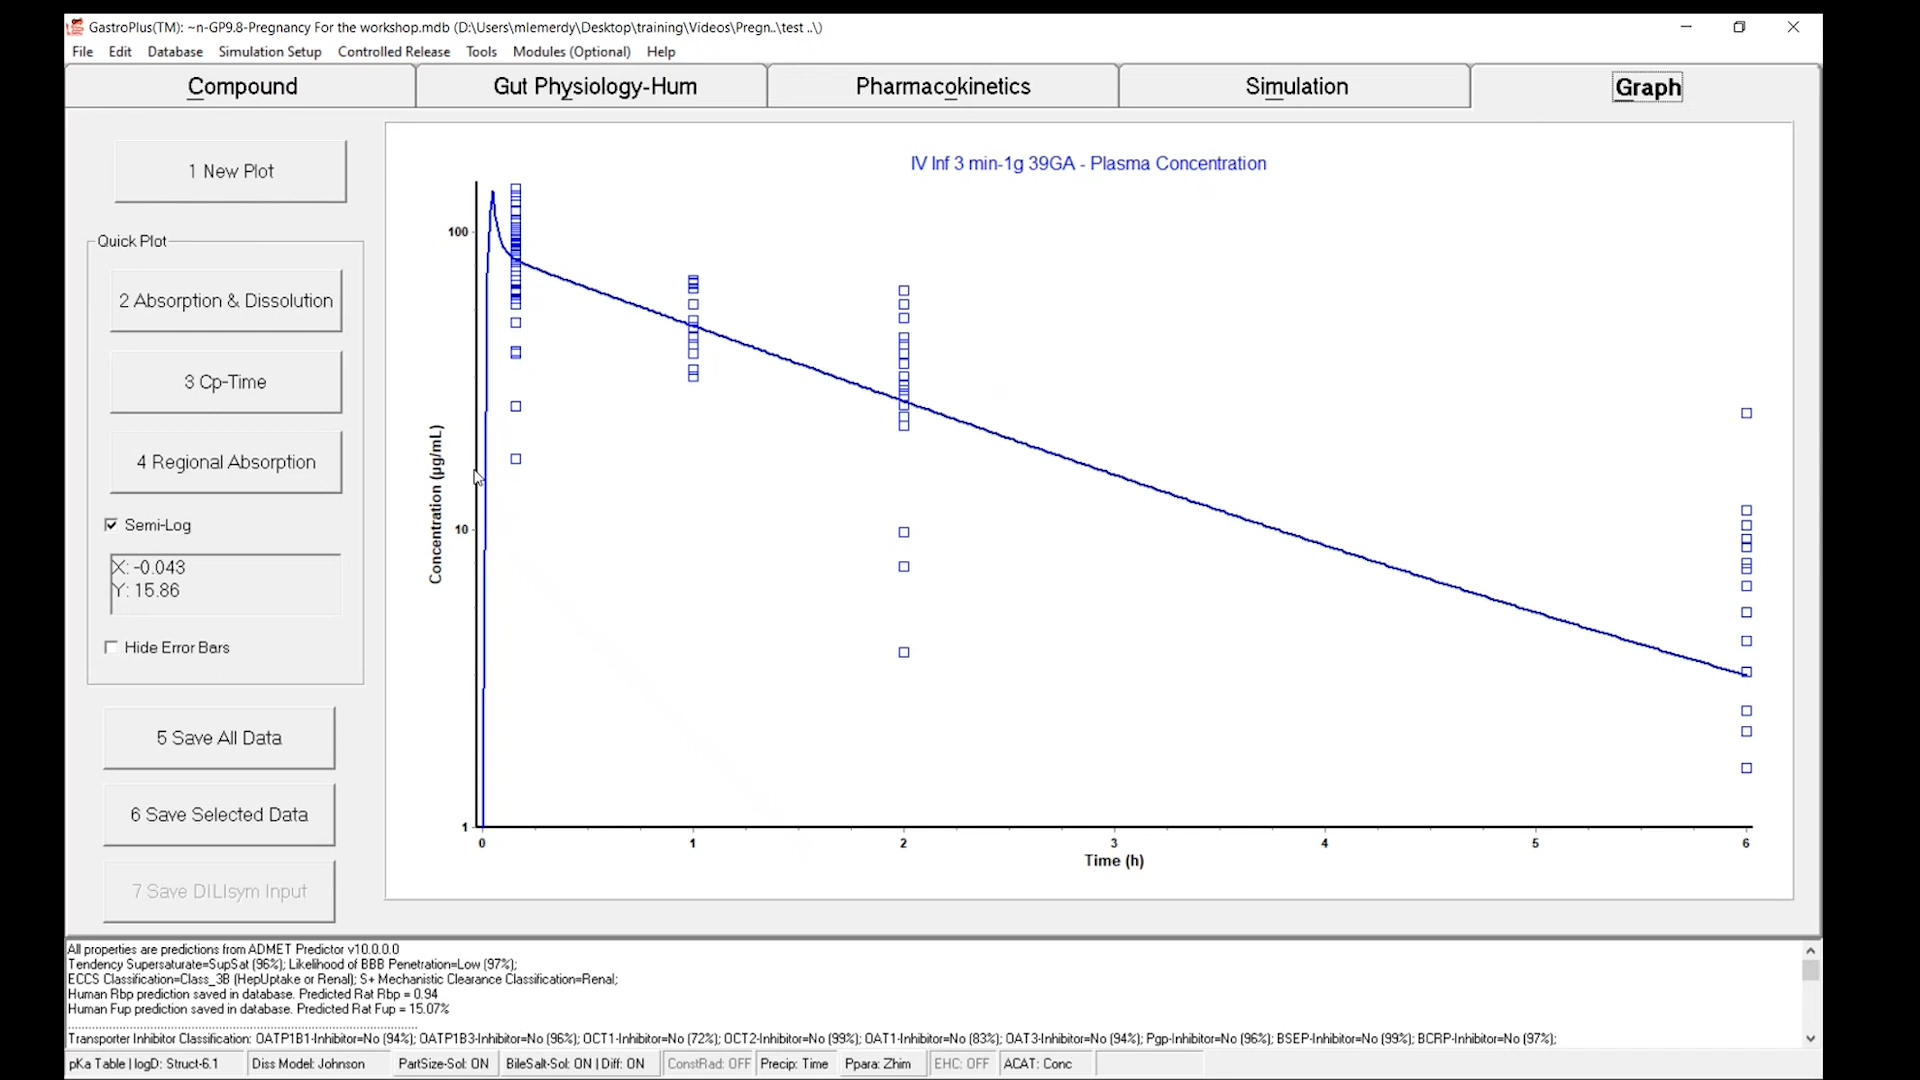 GastroPlus(TM): ~n-GP9.8-Pregnancy For the workshop.mdb (D:\Users\mlemerdy\Desktop\training\Videos\Pregn..\test ..\)
File Edit Database Simulation Setup Controlled Release Tools Modules (Optional) Help
Compound Gut Physiology-Hum Pharmacokinetics Simulation Graph
1 New Plot
Quick Plot
2 Absorption & Dissolution
3 Cp-Time
4 Regional Absorption
Semi-Log
X: -0.043
Y: 15.86
Hide Error Bars
5 Save All Data
6 Save Selected Data
7 Save DILIsym Input
IV Inf 3 min-1g 39GA - Plasma Concentration
100
10
1
Concentration (µg/mL)
0 1 2 3 4 5 6
Time (h)
All properties are predictions from ADMET Predictor v10.0.0.0
Tendency Supersaturate=SupSat (96%); Likelihood of BBB Penetration=Low (97%);
ECCS Classification=Class_3B (HepUptake or Renal); S+ Mechanistic Clearance Classification=Renal;
Human Rbp prediction saved in database. Predicted Rat Rbp = 0.94
Human Fup prediction saved in database. Predicted Rat Fup = 15.07%
Transporter Inhibitor Classification: OATP1B1-Inhibitor=No (94%); OATP1B3-Inhibitor=No (96%); OCT1-Inhibitor=No (72%); OCT2-Inhibitor=No (99%); OAT1-Inhibitor=No (83%); OAT3-Inhibitor=No (94%); Pgp-Inhibitor=No (96%); BSEP-Inhibitor=No (99%); BCRP-Inhibitor=No (97%);
pKa Table | logD: Struct-6.1 Diss Model: Johnson PartSize-Sol: ON BileSalt-Sol: ON | Diff: ON ConstRad: OFF Precip: Time Ppara: Zhim EHC: OFF ACAT: Conc